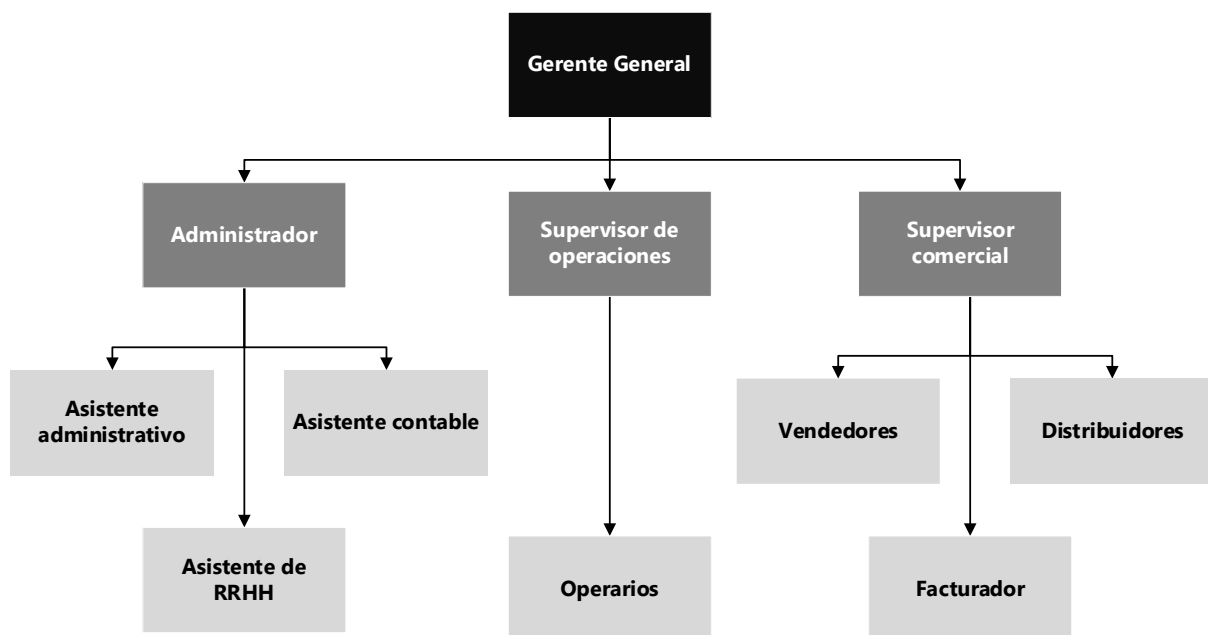 Gerente General
Administrador
Supervisor de
operaciones
Supervisor
comercial
Asistente
administrativo
Asistente contable
Vendedores
Distribuidores
Asistente de
RRHH
Operarios
Facturador